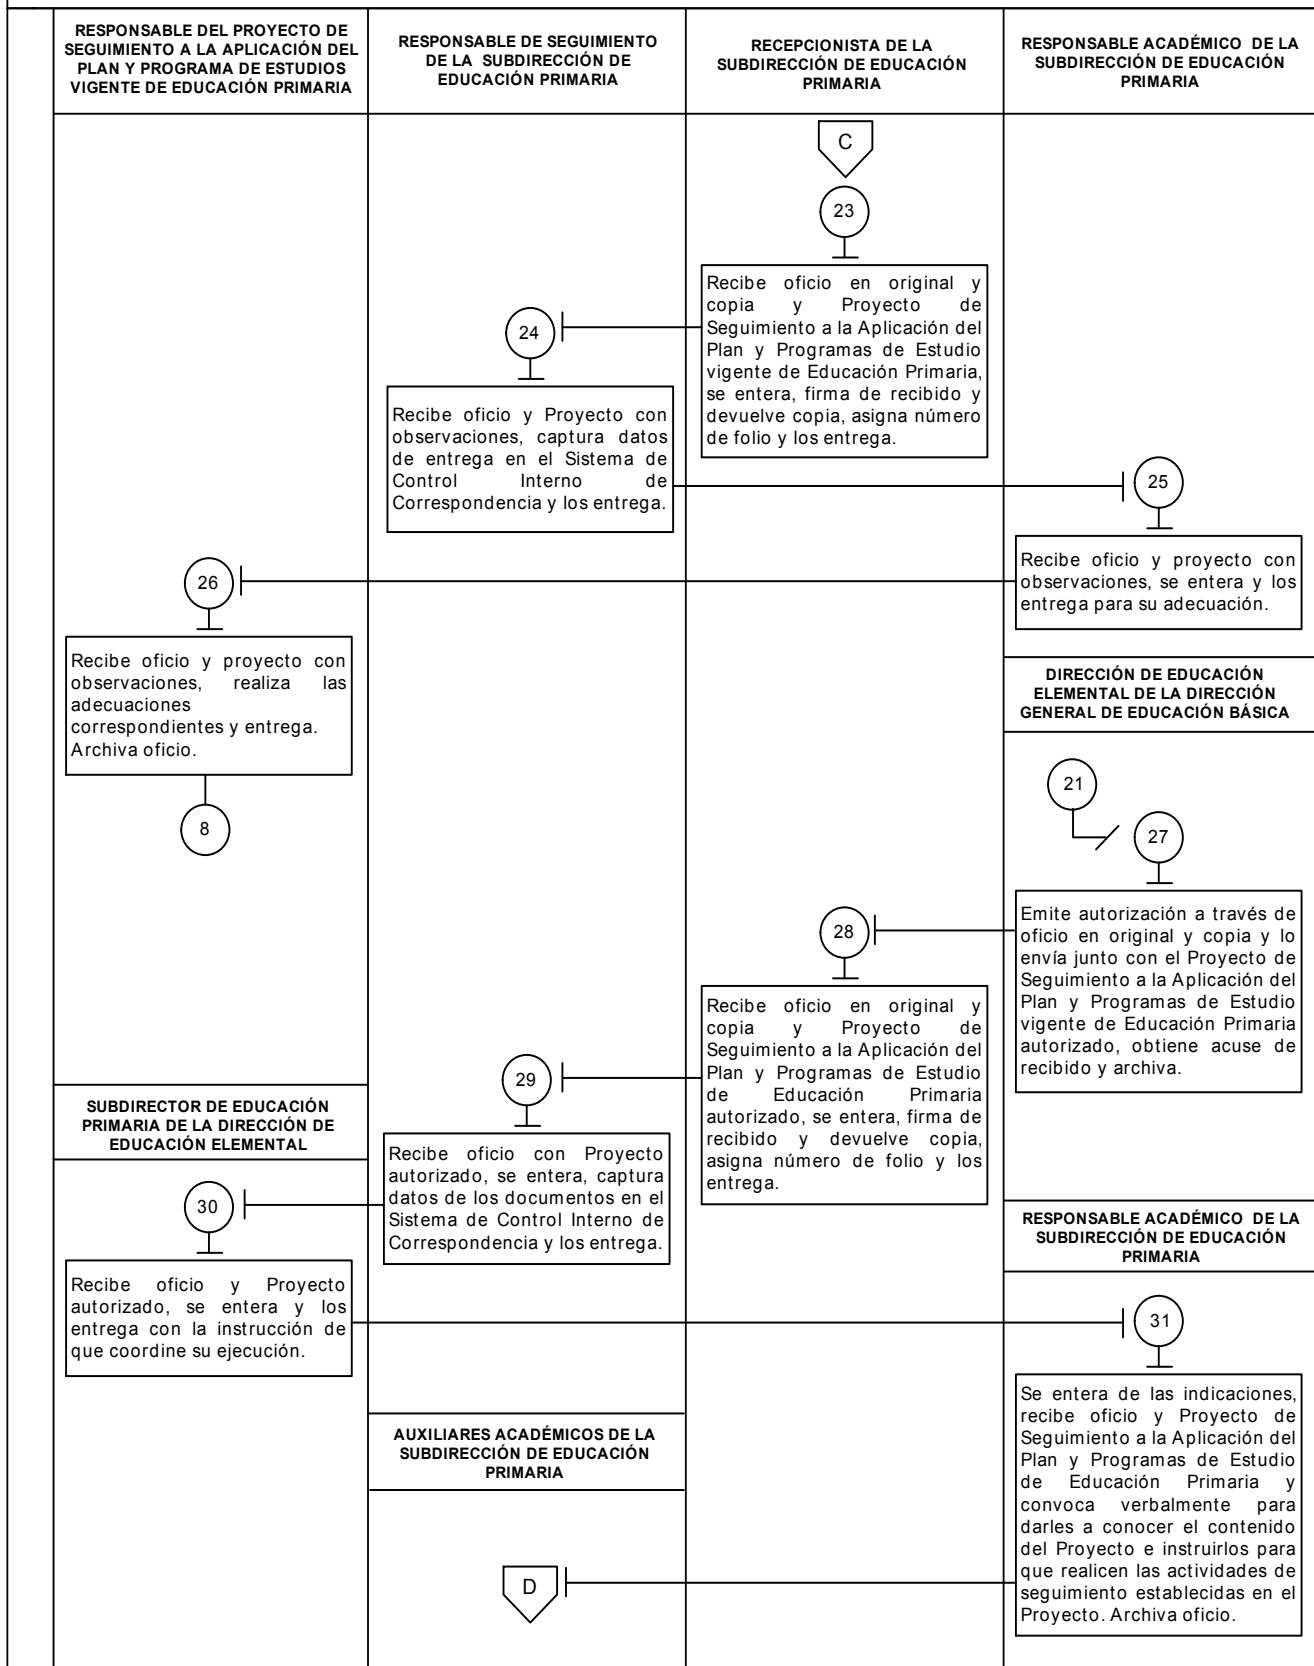 RESPONSABLE DEL PROYECTO DE
SEGUIMIENTO A LA APLICACIÓN DEL
PLAN Y PROGRAMA DE ESTUDIOS
VIGENTE DE EDUCACIÓN PRIMARIA
RESPONSABLE DE SEGUIMIENTO
DE LA SUBDIRECCIÓN DE
EDUCACIÓN PRIMARIA
RECEPCIONISTA DE LA
SUBDIRECCIÓN DE EDUCACIÓN
PRIMARIA
RESPONSABLE ACADÉMICO DE LA
SUBDIRECCIÓN DE EDUCACIÓN
PRIMARIA
C
23
Recibe oficio en original y
copia y Proyecto de
Seguimiento a la Aplicación del
Plan y Programas de Estudio
vigente de Educación Primaria,
se entera, firma de recibido y
devuelve copia, asigna número
de folio y los entrega.
24
Recibe oficio y Proyecto con
observaciones, captura datos
de entrega en el Sistema de
Control Interno de
Correspondencia y los entrega.
25
Recibe oficio y proyecto con
observaciones, se entera y los
entrega para su adecuación.
26
Recibe oficio y proyecto con
observaciones, realiza las
adecuaciones
correspondientes y entrega.
Archiva oficio.
8
DIRECCIÓN DE EDUCACIÓN
ELEMENTAL DE LA DIRECCIÓN
GENERAL DE EDUCACIÓN BÁSICA
21
27
Emite autorización a través de
oficio en original y copia y lo
envía junto con el Proyecto de
Seguimiento a la Aplicación del
Plan y Programas de Estudio
vigente de Educación Primaria
autorizado, obtiene acuse de
recibido y archiva.
28
Recibe oficio en original y
copia y Proyecto de
Seguimiento a la Aplicación del
Plan y Programas de Estudio
de Educación Primaria
autorizado, se entera, firma de
recibido y devuelve copia,
asigna número de folio y los
entrega.
29
Recibe oficio con Proyecto
autorizado, se entera, captura
datos de los documentos en el
Sistema de Control Interno de
Correspondencia y los entrega.
SUBDIRECTOR DE EDUCACIÓN
PRIMARIA DE LA DIRECCIÓN DE
EDUCACIÓN ELEMENTAL
30
Recibe oficio y Proyecto
autorizado, se entera y los
entrega con la instrucción de
que coordine su ejecución.
RESPONSABLE ACADÉMICO DE LA
SUBDIRECCIÓN DE EDUCACIÓN
PRIMARIA
31
Se entera de las indicaciones,
recibe oficio y Proyecto de
Seguimiento a la Aplicación del
Plan y Programas de Estudio
de Educación Primaria y
convoca verbalmente para
darles a conocer el contenido
del Proyecto e instruirlos para
que realicen las actividades de
seguimiento establecidas en el
Proyecto. Archiva oficio.
AUXILIARES ACADÉMICOS DE LA
SUBDIRECCIÓN DE EDUCACIÓN
PRIMARIA
D